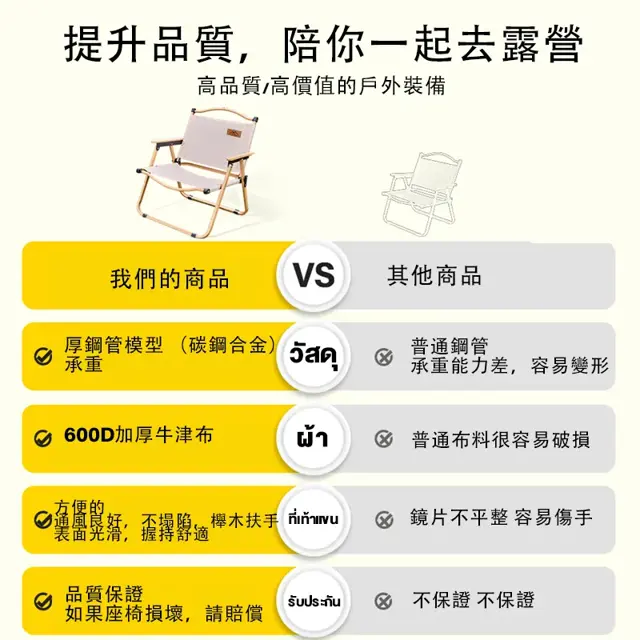 提升品質，陪你一起去露營
高品質/高價值的戶外裝備
我們的商品
VS
其他商品
厚鋼管模型 （碳鋼合金）
承重
วัสดุ
普通鋼管
承重能力差，容易變形
600D加厚牛津布
ผ้า
普通布料很容易破損
方便的
通風良好，不塌陷，櫸木扶手
表面光滑，握持舒適
ที่เท้าแขน
鏡片不平整 容易傷手
品質保證
如果座椅損壞，請賠償
รับประกัน
不保證 不保證